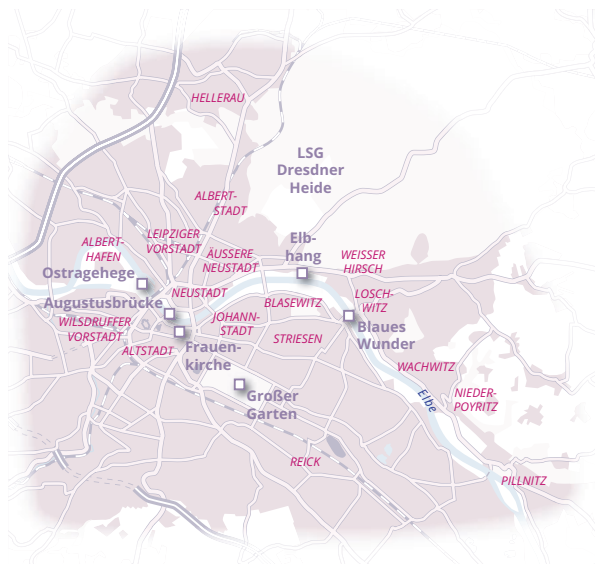 HELLERAU
LSG
Dresdner
Heide
ALBERT-
STADT
LEIPZIGER
VORSTADT
ALBERT-
HAFEN
ÄUSSERE
NEUSTADT
Elb-
hang
WEISSER
HIRSCH
Ostragehege
NEUSTADT
Augustusbrücke
BLASEWITZ
LOSCH-
WITZ
WILSDRUFFER
VORSTADT
JOHANN-
STADT
Blaues
Wunder
STRIESEN
ALTSTADT
Frauen-
kirche
WACHWITZ
Großer
Garten
Elbe
NIEDER-
POYRITZ
REICK
PILLNITZ